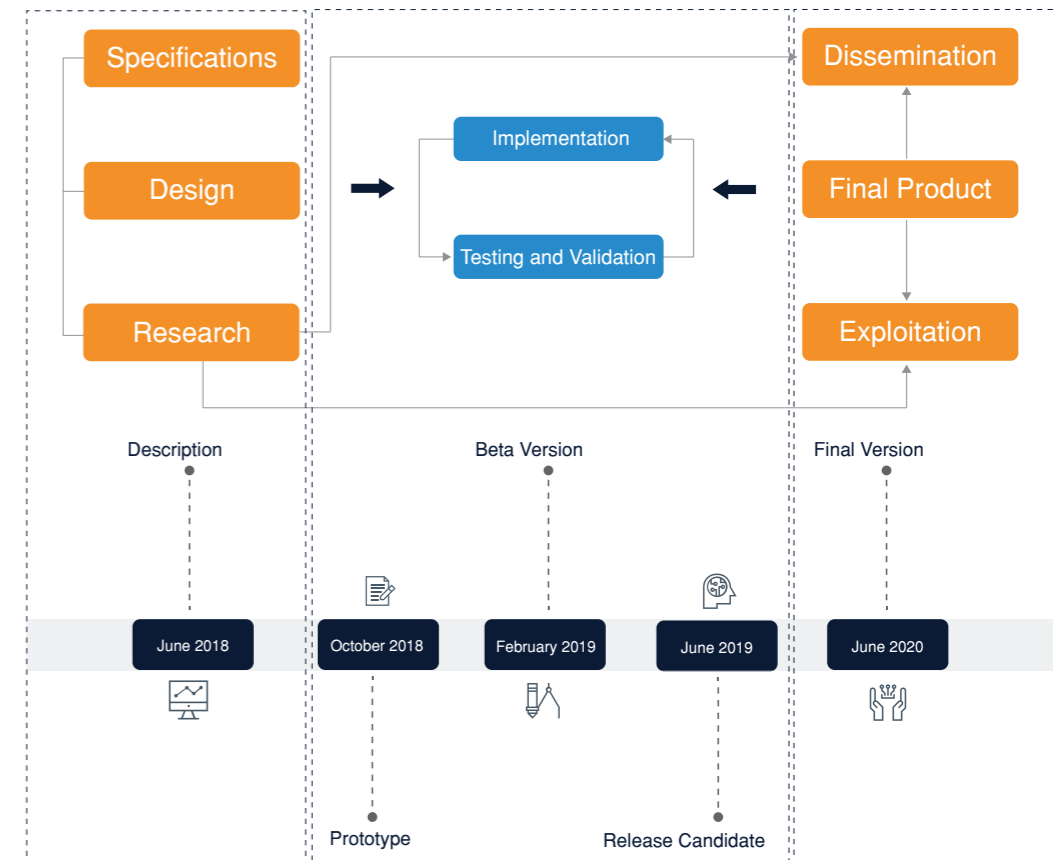 Specifications
Dissemination
Implementation
Design
Final Product
Testing and Validation
Research
Exploitation
Description
Beta Version
Final Version
June 2018
October 2018
February 2019
June 2019
June 2020
Prototype
Release Candidate